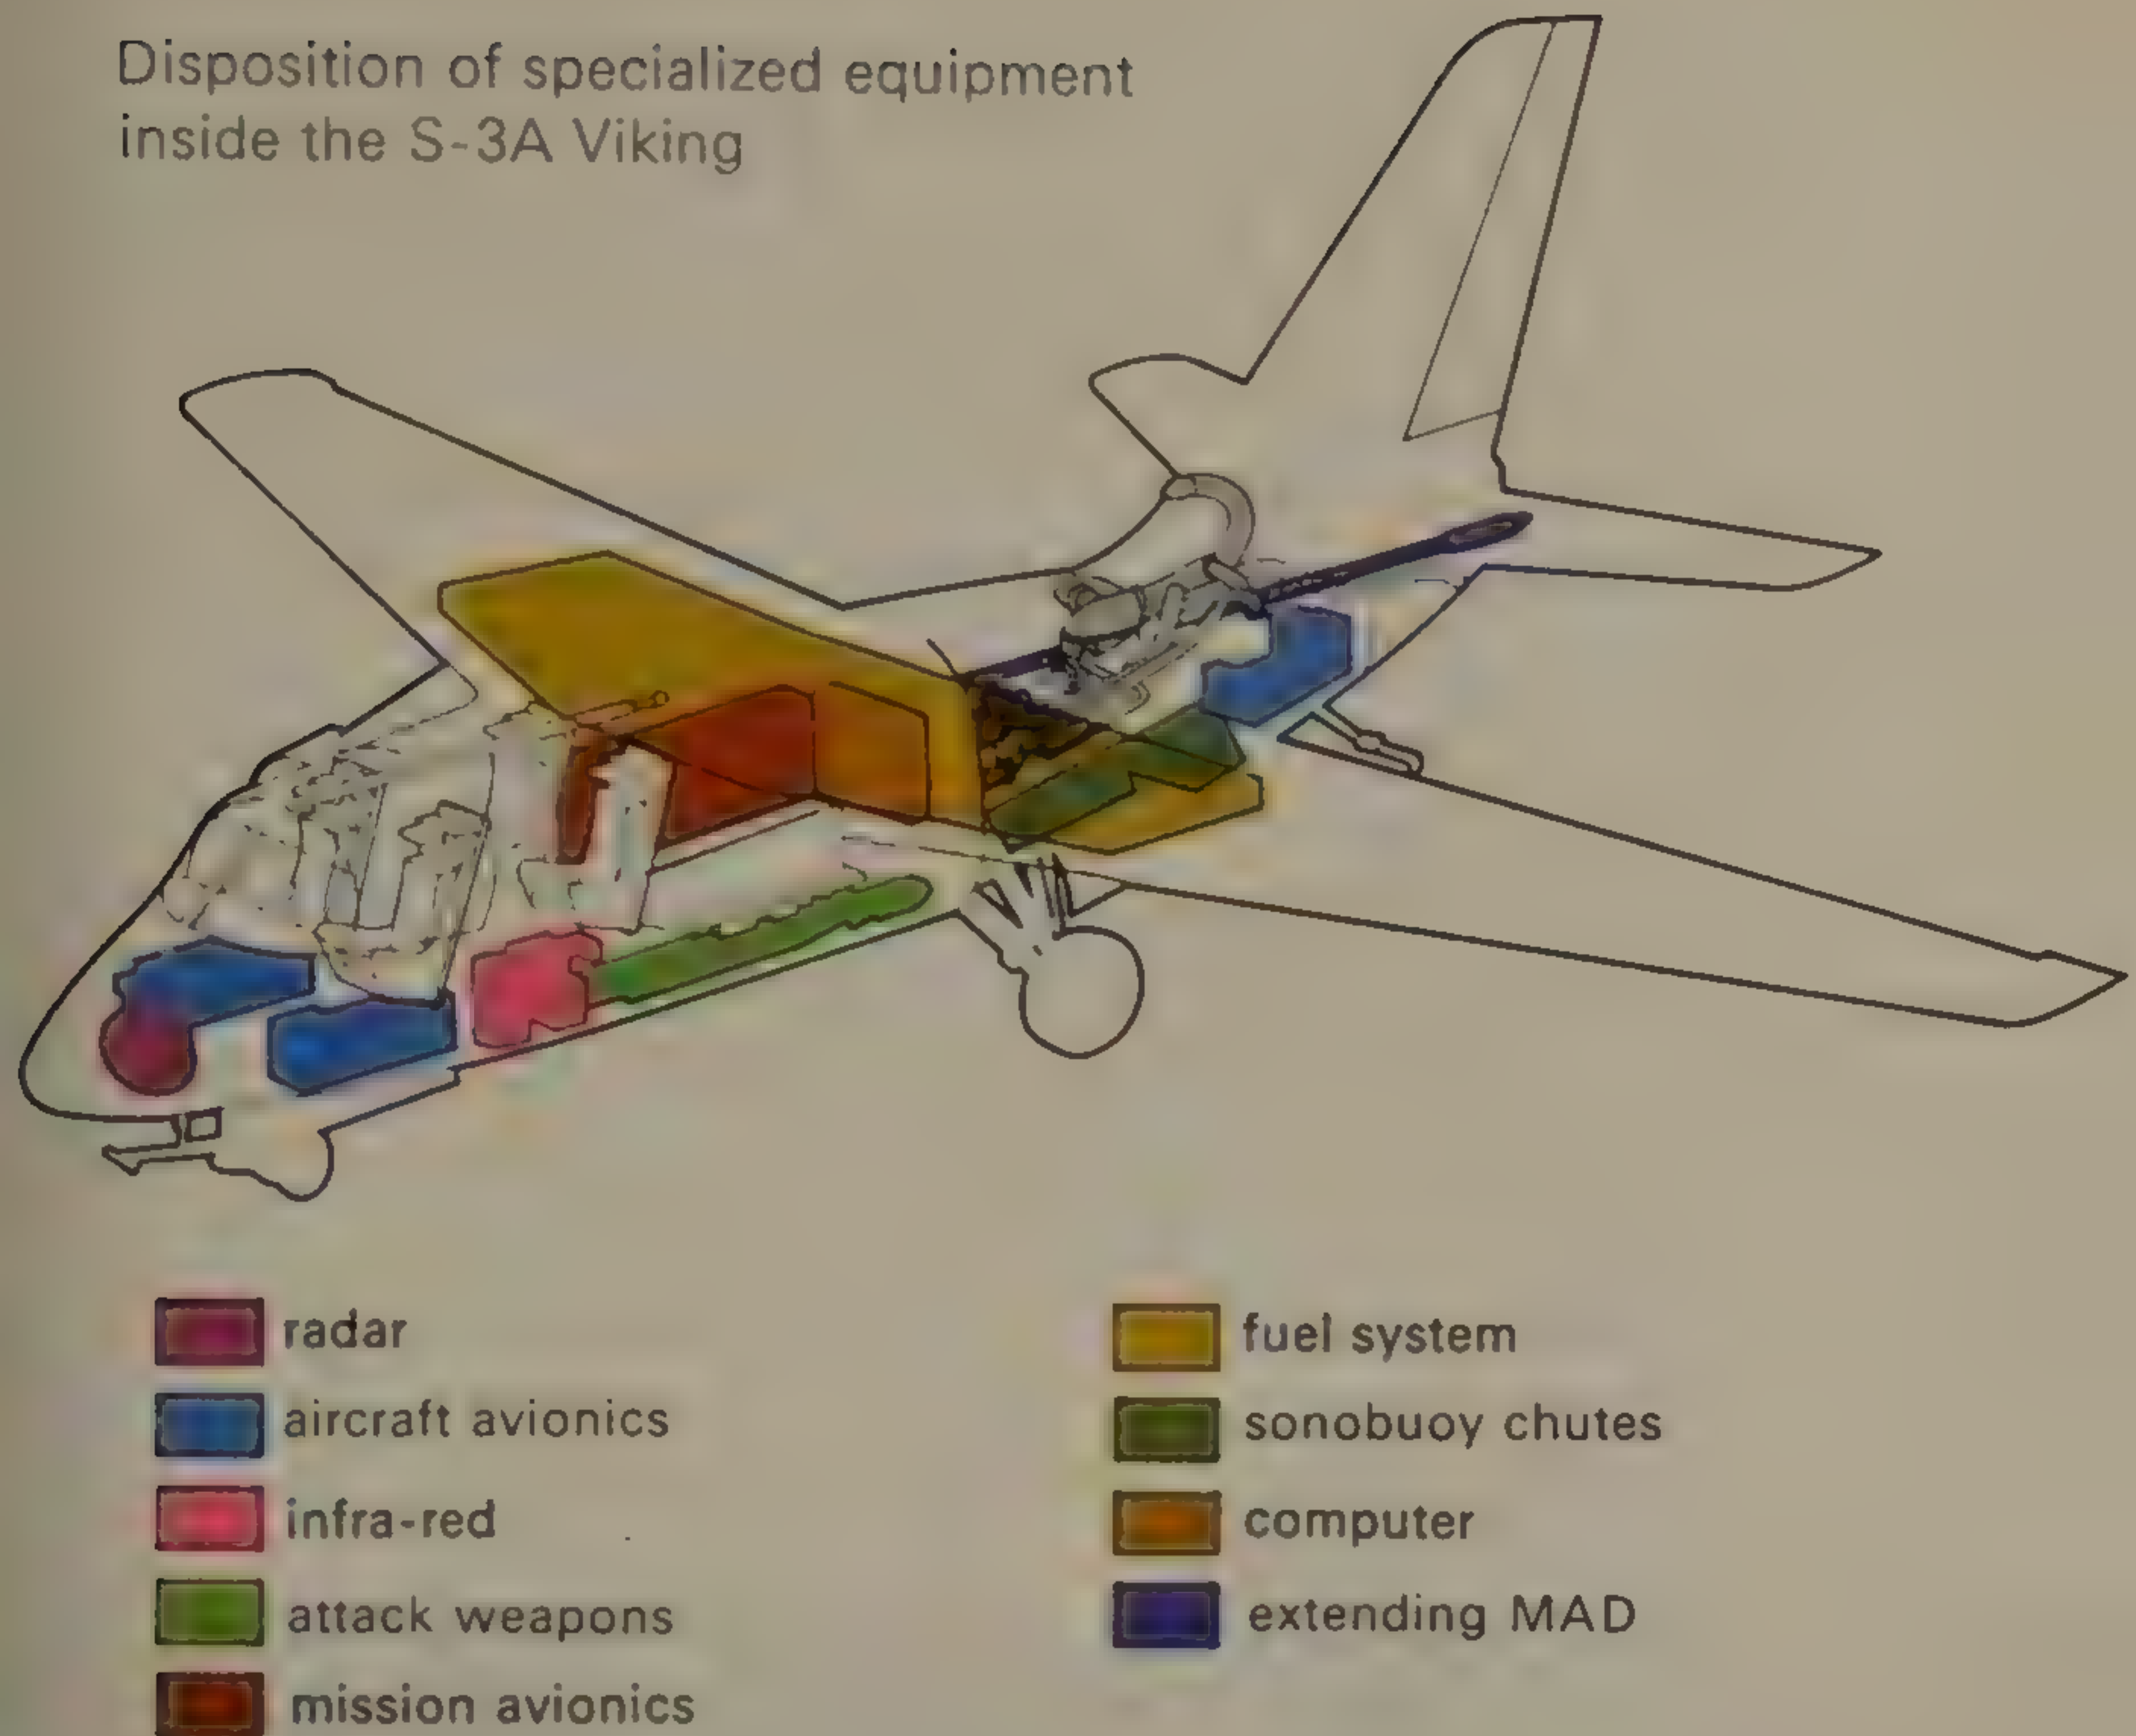 Disposition of specialized equipment
inside the S-3A Viking
radar
aircraft avionics
infra-red
attack weapons
mission avionics
fuel system
sonobuoy chutes
computer
extending MAD